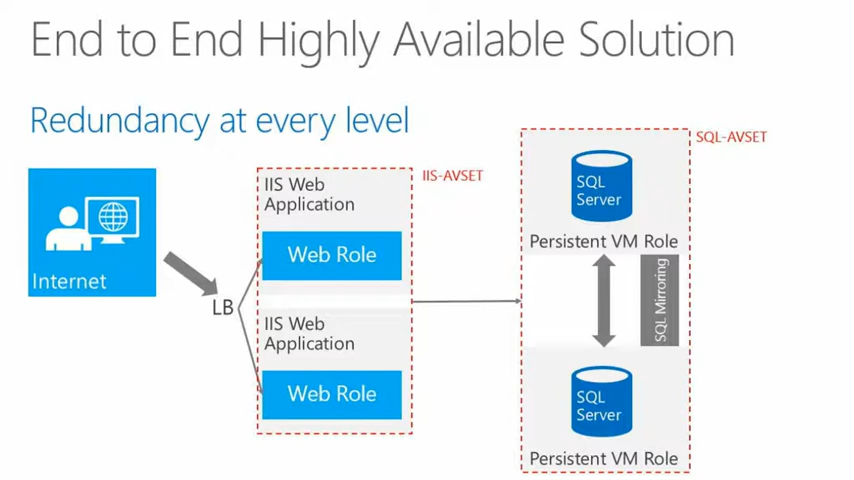 End to End Highly Available Solution
Redundancy at every level
Internet
LB
IIS-AVSET
IIS Web
Application
Web Role
IIS Web
Application
Web Role
SQL-AVSET
SQL
Server
Persistent VM Role
SQL Mirroring
SQL
Server
Persistent VM Role